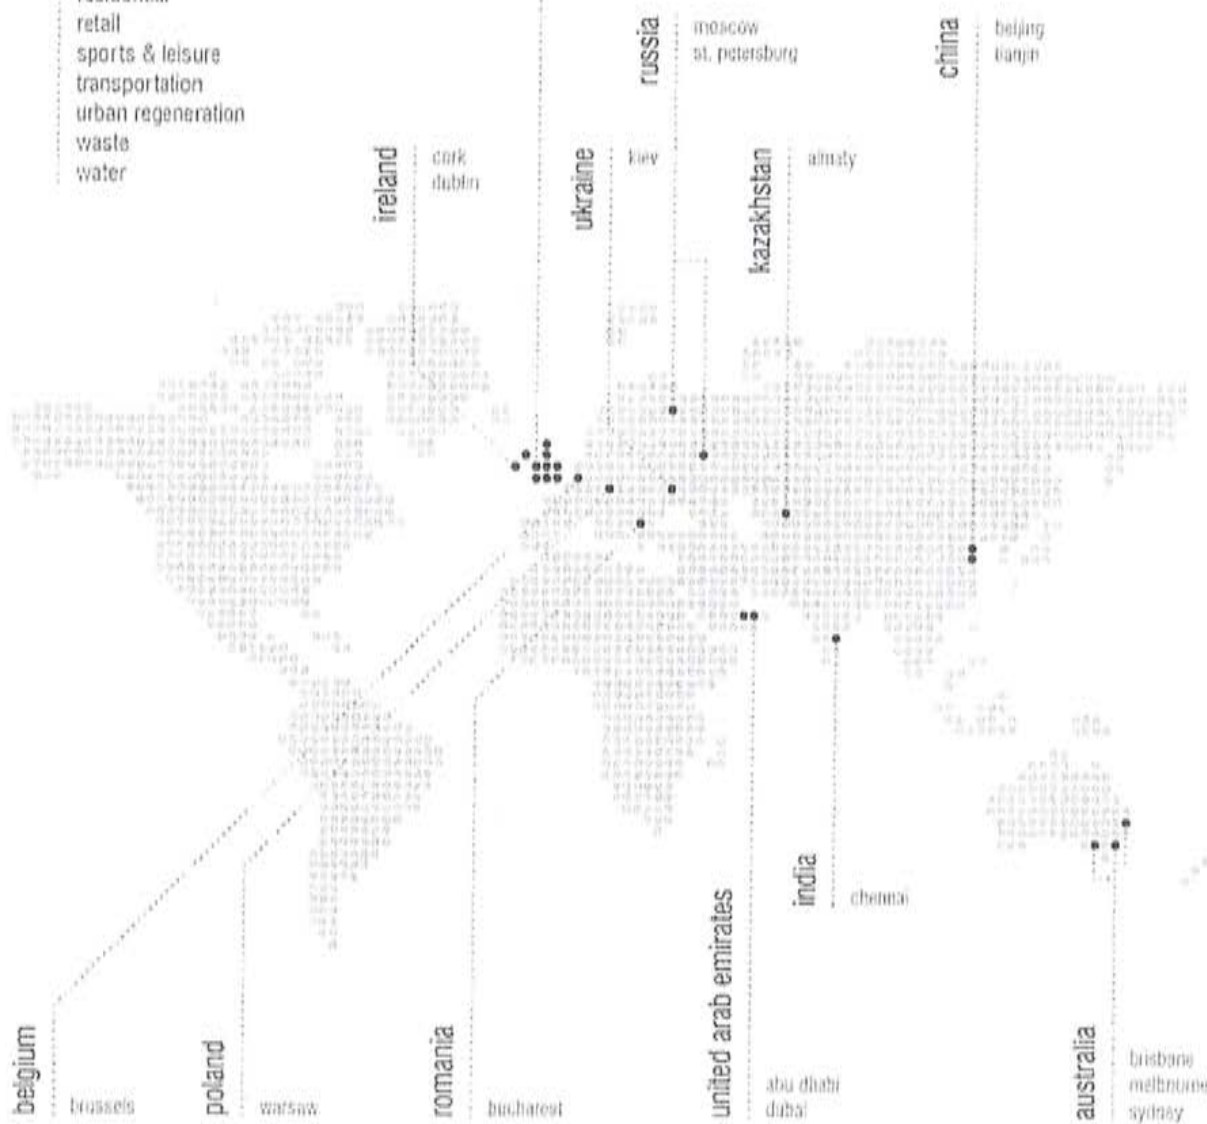 retail
sports & leisure
transportation
urban regeneration
waste
water
ireland
cork
dublin
ukraine
kiev
russia
moscow
st. petersburg
kazakhstan
almaty
china
beijing
tianjin
belgium
brussels
poland
warsaw
romania
bucharest
united arab emirates
abu dhabi
dubai
india
chennai
australia
brisbane
melbourne
sydney